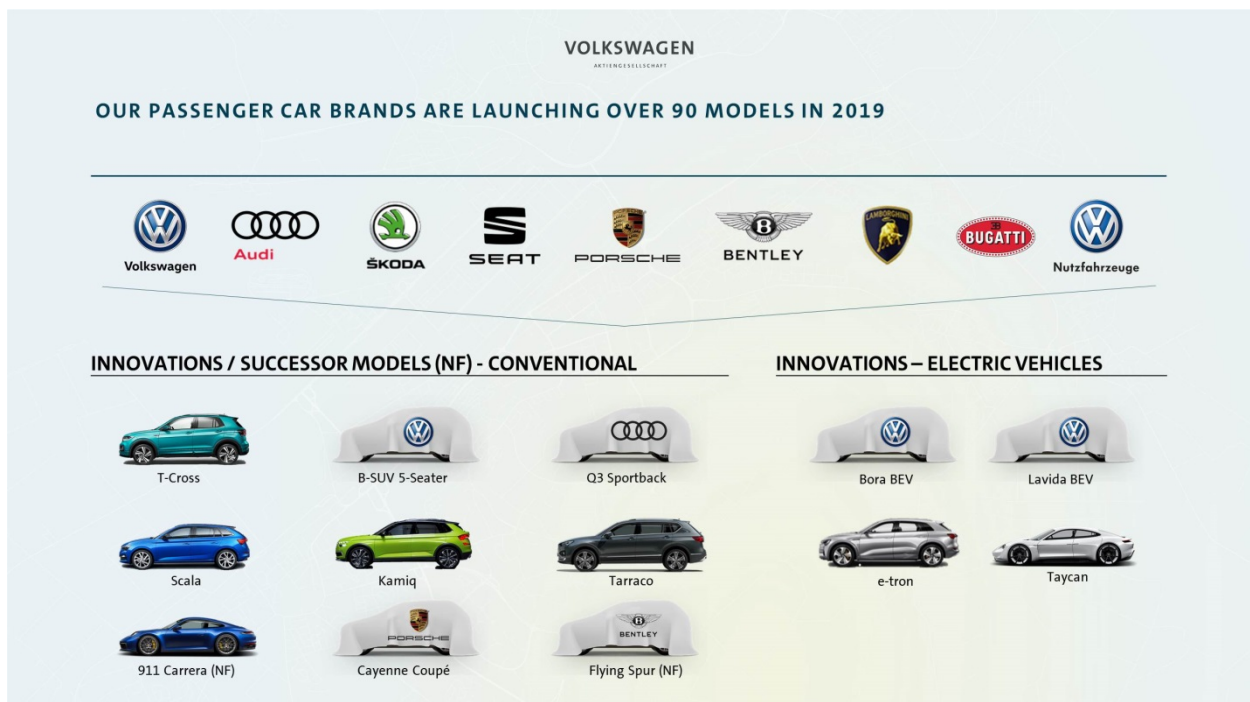 VOLKSWAGEN
AKTIENGESELLSCHAFT
OUR PASSENGER CAR BRANDS ARE LAUNCHING OVER 90 MODELS IN 2019
Volkswagen
Audi
ŠKODA
SEAT
PORSCHE
BENTLEY
LAMBORGHINI
BUGATTI
Nutzfahrzeuge
INNOVATIONS / SUCCESSOR MODELS (NF) - CONVENTIONAL
INNOVATIONS – ELECTRIC VEHICLES
T-Cross
B-SUV 5-Seater
Q3 Sportback
Bora BEV
Lavida BEV
Scala
Kamiq
Tarraco
e-tron
Taycan
PORSCHE
BENTLEY
911 Carrera (NF)
Cayenne Coupé
Flying Spur (NF)